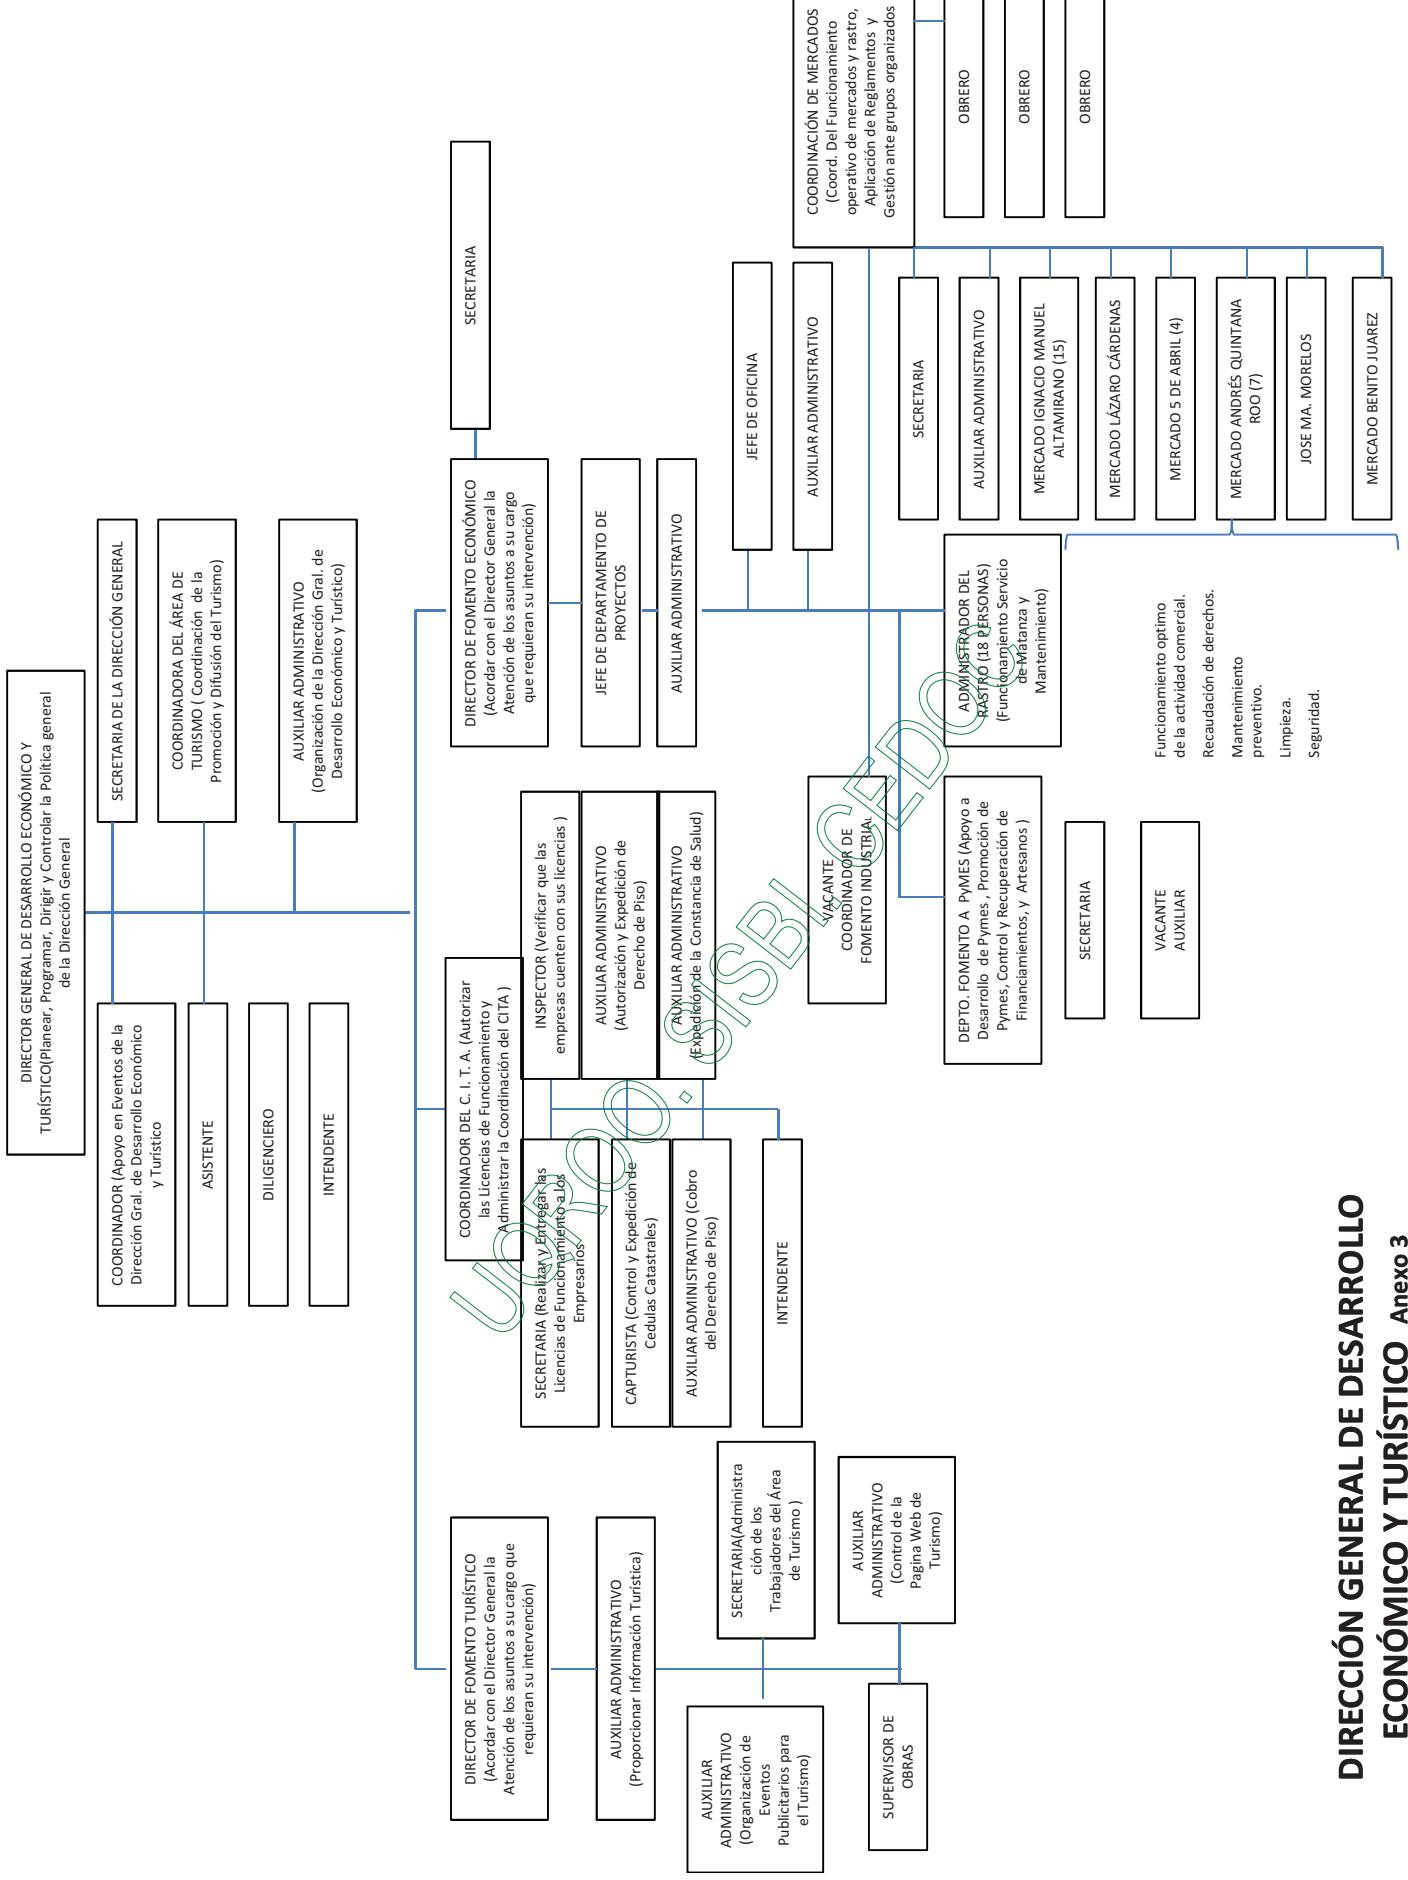 DIRECTOR GENERAL DE DESARROLLO ECONÓMICO Y
TURÍSTICO(Planear, Programar, Dirigir y Controlar la Política general
de la Dirección General
COORDINADOR (Apoyo en Eventos de la
Dirección Gral. de Desarrollo Económico
y Turístico
ASISTENTE
DILIGENCIERO
INTENDENTE
SECRETARIA DE LA DIRECCIÓN GENERAL
COORDINADORA DEL ÁREA DE
TURISMO ( Coordinación  de la
Promoción y Difusión del Turismo)
AUXILIAR ADMINISTRATIVO
(Organización de la Dirección Gral. de
Desarrollo Económico y Turístico)
DIRECTOR DE FOMENTO TURÍSTICO
(Acordar con el Director General la
Atención de los asuntos a su cargo que
requieran su intervención)
AUXILIAR ADMINISTRATIVO
(Proporcionar Información Turística)
AUXILIAR
ADMINISTRATIVO
(Organización de
Eventos
Publicitarios para
el Turismo)
SECRETARIA(Administra
ción de los
Trabajadores del Área
de Turismo )
SUPERVISOR DE
OBRAS
AUXILIAR
ADMINISTRATIVO
(Control de la
Pagina Web de
Turismo)
COORDINADOR DEL C. I. T. A. (Autorizar
las Licencias de Funcionamiento y
Administrar la Coordinación del CITA )
SECRETARIA (Realizar y Entregar las
Licencias de Funcionamiento a los
Empresarios
CAPTURISTA (Control y Expedición de
Cedulas Catastrales)
AUXILIAR ADMINISTRATIVO (Cobro
del Derecho de Piso)
INTENDENTE
INSPECTOR (Verificar que las
empresas cuenten con sus licencias )
AUXILIAR ADMINISTRATIVO
(Autorización y Expedición de
Derecho de Piso)
AUXILIAR ADMINISTRATIVO
(Expedición de la Constancia de Salud)
DIRECTOR DE FOMENTO ECONÓMICO
(Acordar con el Director General la
Atención de los asuntos a su cargo
que requieran su intervención)
SECRETARIA
JEFE DE DEPARTAMENTO DE
PROYECTOS
AUXILIAR ADMINISTRATIVO
JEFE DE OFICINA
AUXILIAR ADMINISTRATIVO
VACANTE
COORDINADOR DE
FOMENTO INDUSTRIAL
COORDINACIÓN DE MERCADOS
(Coord. Del Funcionamiento
operativo de mercados y rastro,
Aplicación de Reglamentos y
Gestión ante grupos organizados
OBRERO
OBRERO
OBRERO
DEPTO. FOMENTO A  PyMES (Apoyo a
Desarrollo  de Pymes , Promoción de
Pymes, Control y Recuperación de
Financiamientos, y  Artesanos )
SECRETARIA
VACANTE
AUXILIAR
ADMINISTRADOR DEL
RASTRO (18 PERSONAS)
(Funcionamiento Servicio
de Matanza y
Mantenimiento)
SECRETARIA
AUXILIAR ADMINISTRATIVO
MERCADO IGNACIO MANUEL
ALTAMIRANO (15)
MERCADO LÁZARO CÁRDENAS
MERCADO 5 DE ABRIL (4)
MERCADO ANDRÉS QUINTANA
ROO (7)
JOSE MA. MORELOS
MERCADO BENITO JUAREZ
Funcionamiento optimo
de la actividad comercial.
Recaudación de derechos.
Mantenimiento
preventivo.
Limpieza.
Seguridad.
UQROO. SISBI. CEDOC
DIRECCIÓN GENERAL DE DESARROLLO
ECONÓMICO Y TURÍSTICO  Anexo 3